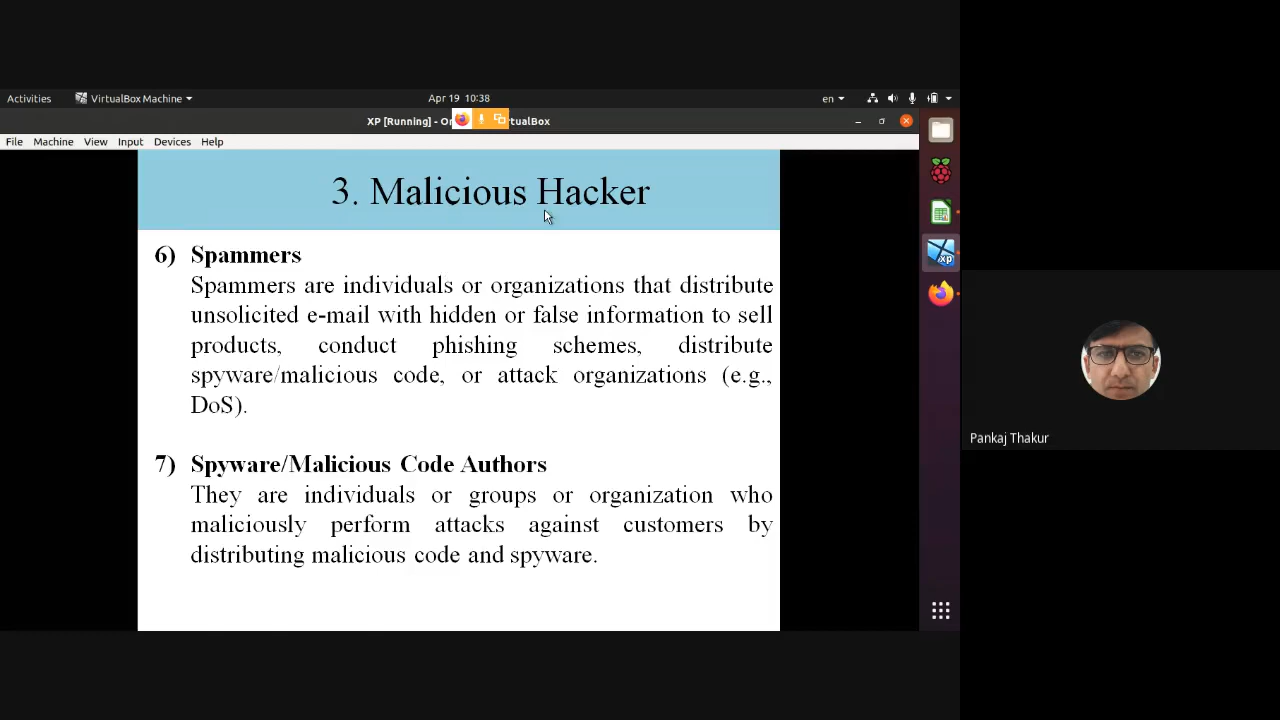 Activities VirtualBox Machine Apr 19 10:38 en
XP [Running] - Or rtualBox
File Machine View Input Devices Help
3. Malicious Hacker
6) Spammers
Spammers are individuals or organizations that distribute
unsolicited e-mail with hidden or false information to sell
products, conduct phishing schemes, distribute
spyware/malicious code, or attack organizations (e.g.,
DoS).
7) Spyware/Malicious Code Authors
They are individuals or groups or organization who
maliciously perform attacks against customers by
distributing malicious code and spyware.
xp
Pankaj Thakur